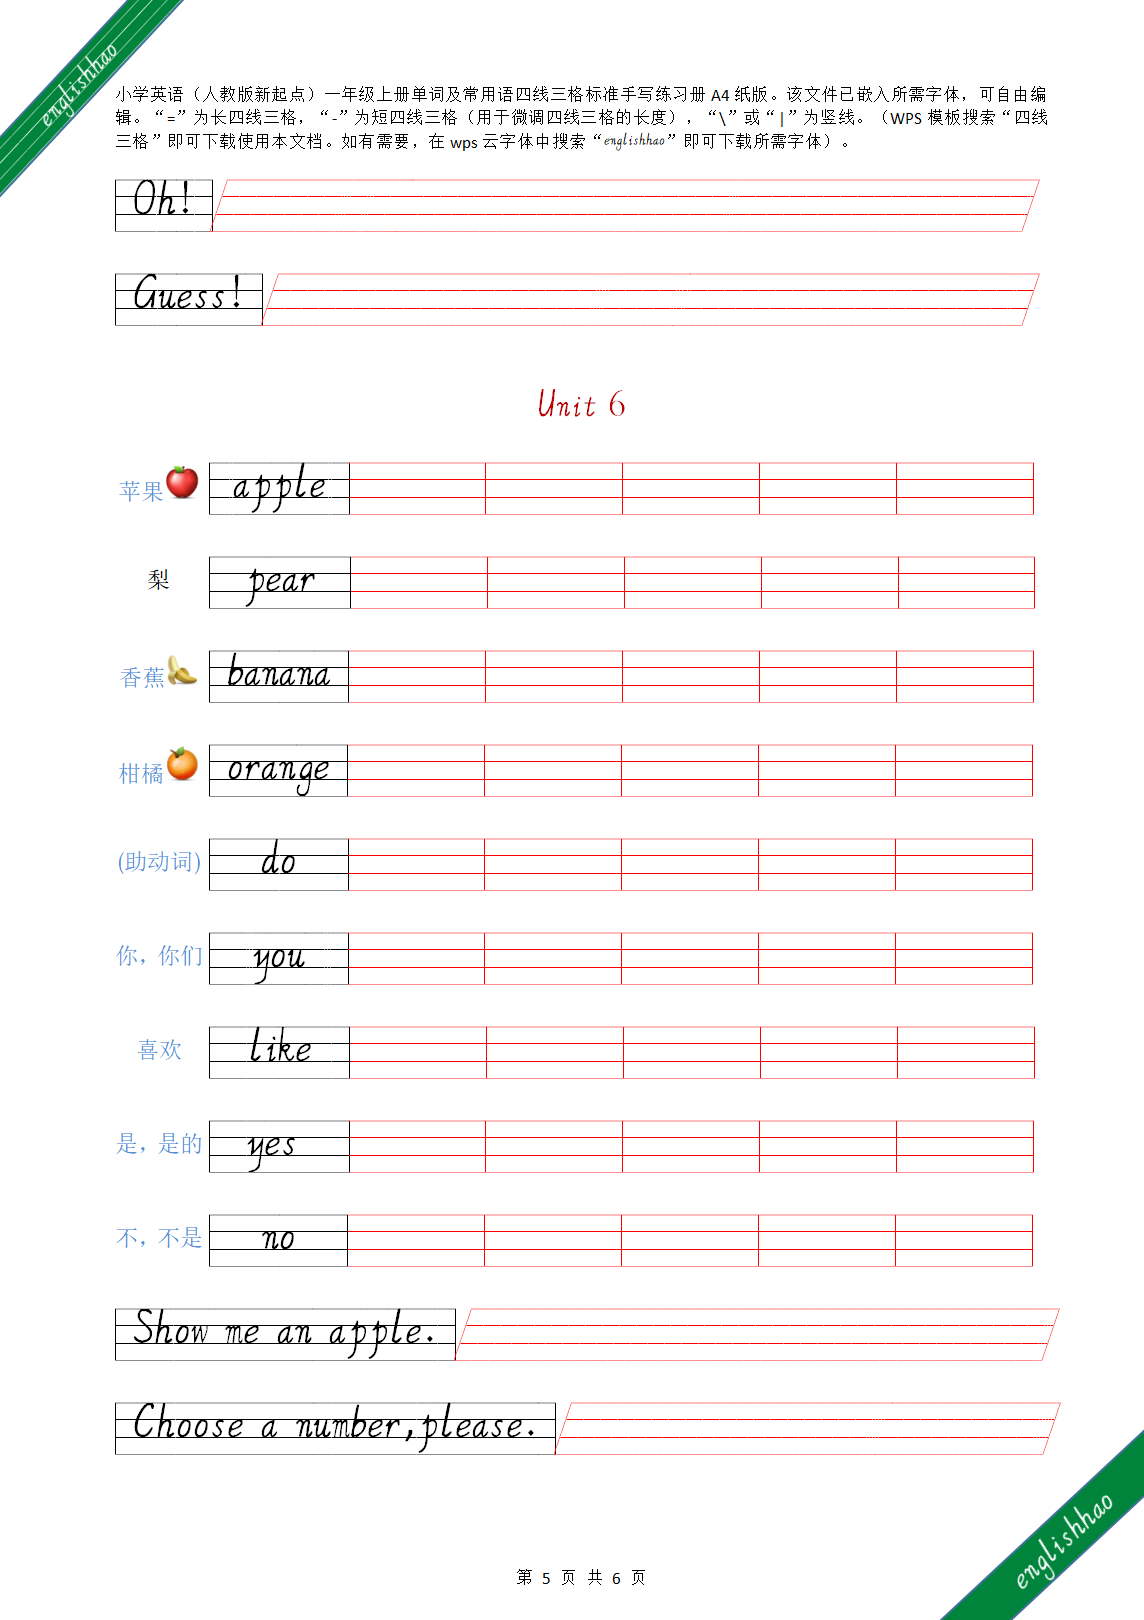 englishhao
小学英语（人教版新起点）一年级上册单词及常用语四线三格标准手写练习册 A4 纸版。该文件已嵌入所需字体，可自由编
辑。“=”为长四线三格，“-”为短四线三格（用于微调四线三格的长度），“\”或“|”为竖线。（WPS 模板搜索“四线
三格”即可下载使用本文档。如有需要，在 wps 云字体中搜索“englishhao”即可下载所需字体）。
Oh!
Guess!
Unit 6
苹果 apple
梨 pear
香蕉 banana
柑橘 orange
(助动词) do
你，你们 you
喜欢 like
是，是的 yes
不，不是 no
Show me an apple.
Choose a number,please.
englishhao
第 5 页 共 6 页